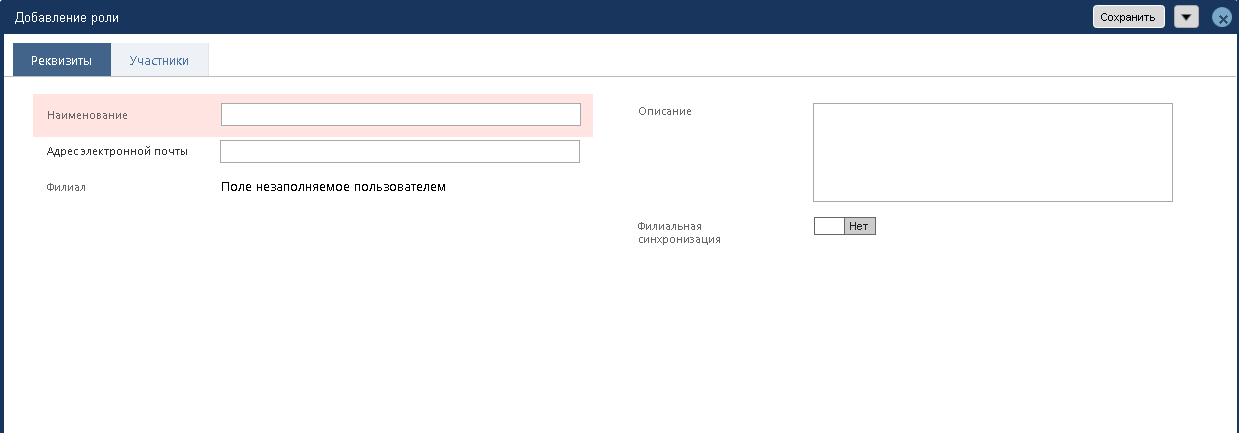 Добавление роли
Сохранить
Реквизиты
Участники
Наименование
Адрес электронной почты
Филиал
Поле незаполняемое пользователем
Описание
Филиальная
синхронизация
Нет